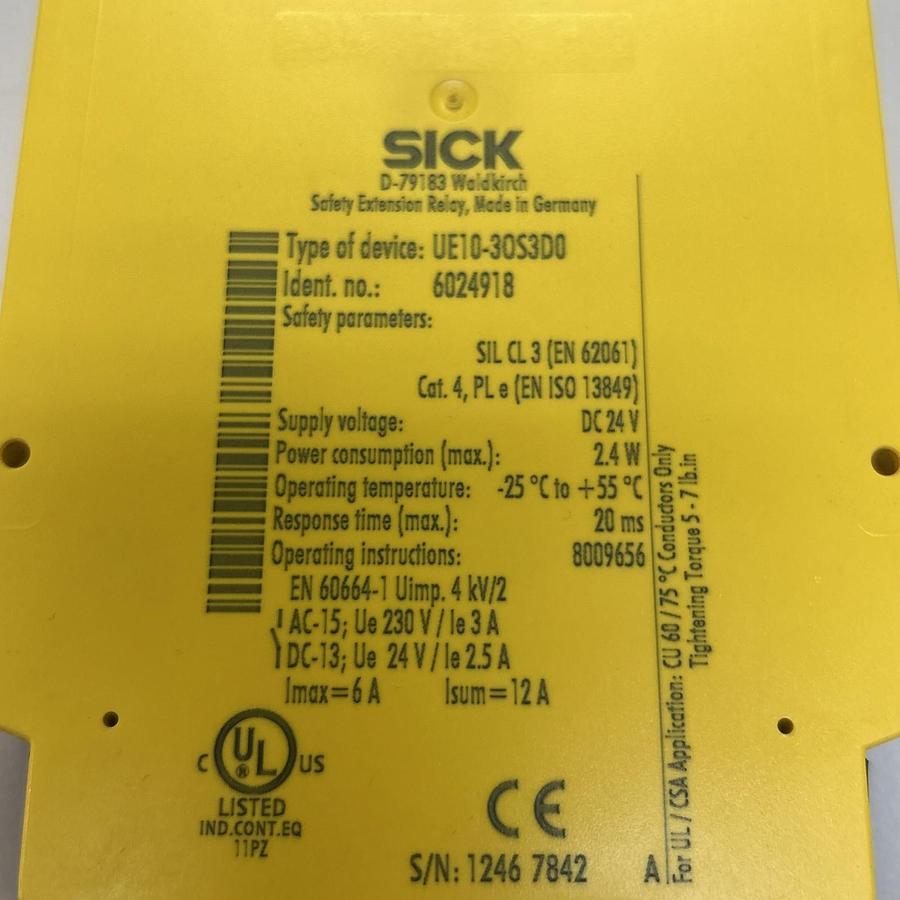 SICK
D-79183 Waldkirch
Safety Extension Relay, Made in Germany
Type of device: UE10-3OS3D0
Ident. no.: 6024918
Safety parameters:
SIL CL 3 (EN 62061)
Cat. 4, PL e (EN ISO 13849)
Supply voltage: DC 24 V
Power consumption (max.): 2.4 W
Operating temperature: -25 °C to +55 °C
Response time (max.): 20 ms
Operating instructions: 8009656
EN 60664-1 Uimp. 4 kV/2
AC-15; Ue 230 V / Ie 3 A
DC-13; Ue 24 V / Ie 2.5 A
Imax=6 A Isum=12 A
C UL ® US
LISTED
IND.CONT.EQ
11PZ
CE
S/N: 1246 7842 A
For UL / CSA Application: CU 60 / 75 °C Conductors Only
Tightening Torque 5 - 7 lb.in